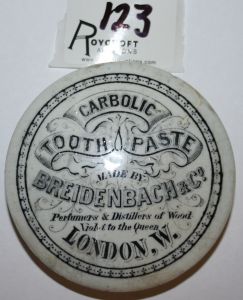 123
ROYCROFT
CARBOLIC
TOOTH PASTE
MADE BY
BREIDENBACH & Co.
Perfumers & Distillers of Wood
Violet to the Queen
LONDON, W.